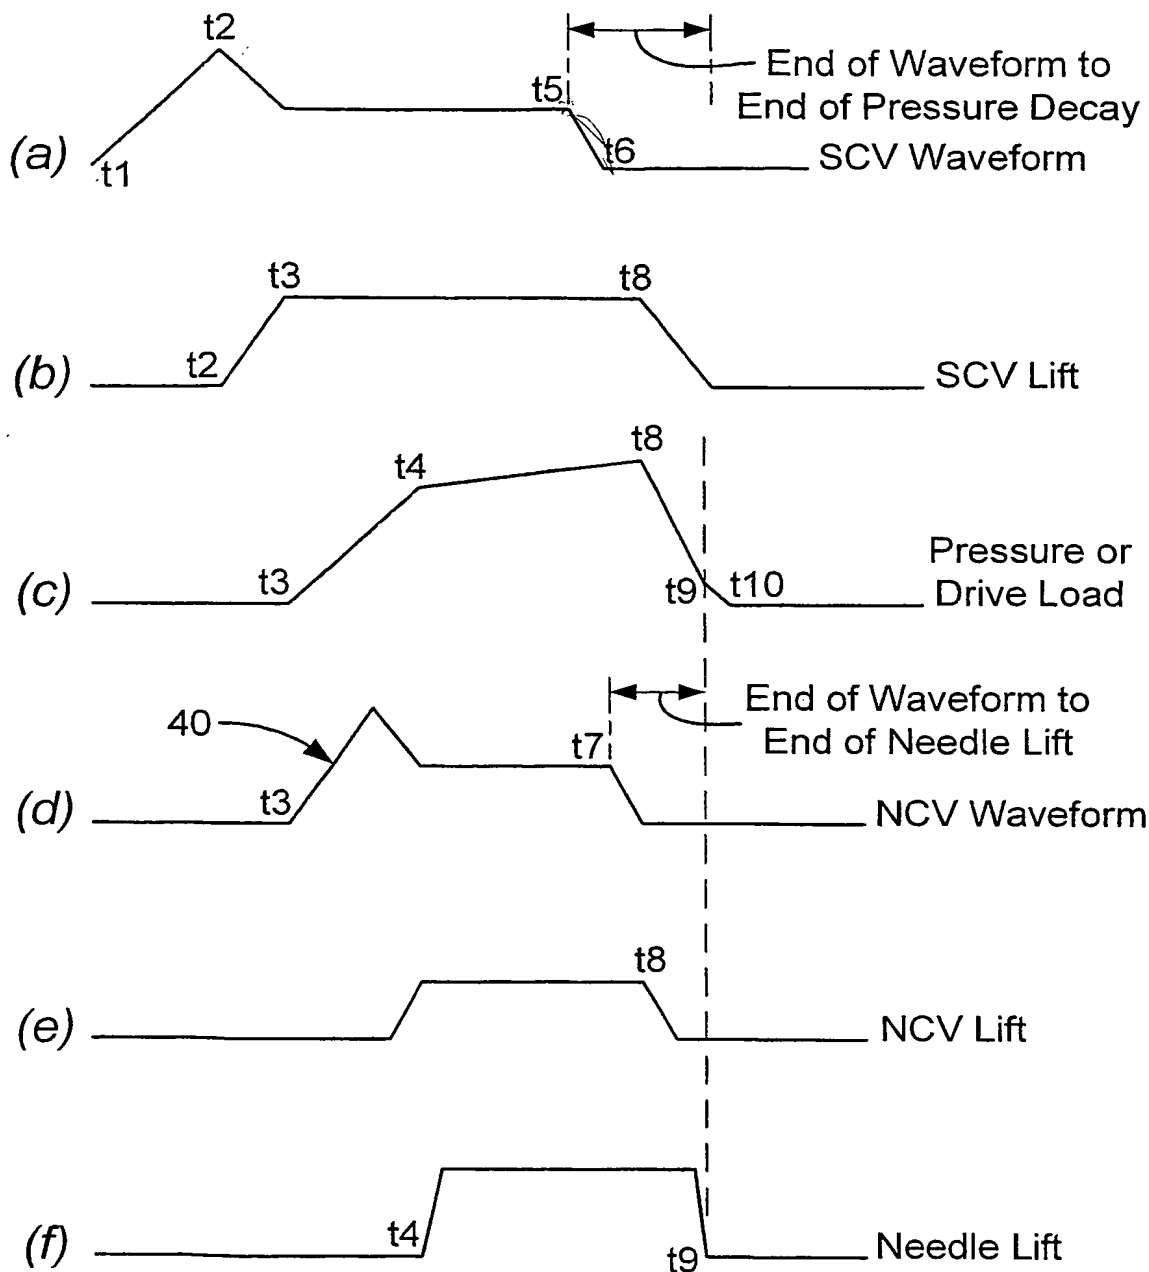 t2
End of Waveform to
End of Pressure Decay
t5
(a)
t1
t6
SCV Waveform
t3
t8
(b)
t2
SCV Lift
t8
t4
(c)
t3
t9
t10
Pressure or
Drive Load
40
End of Waveform to
End of Needle Lift
t7
(d)
t3
NCV Waveform
t8
(e)
NCV Lift
(f)
t4
t9
Needle Lift